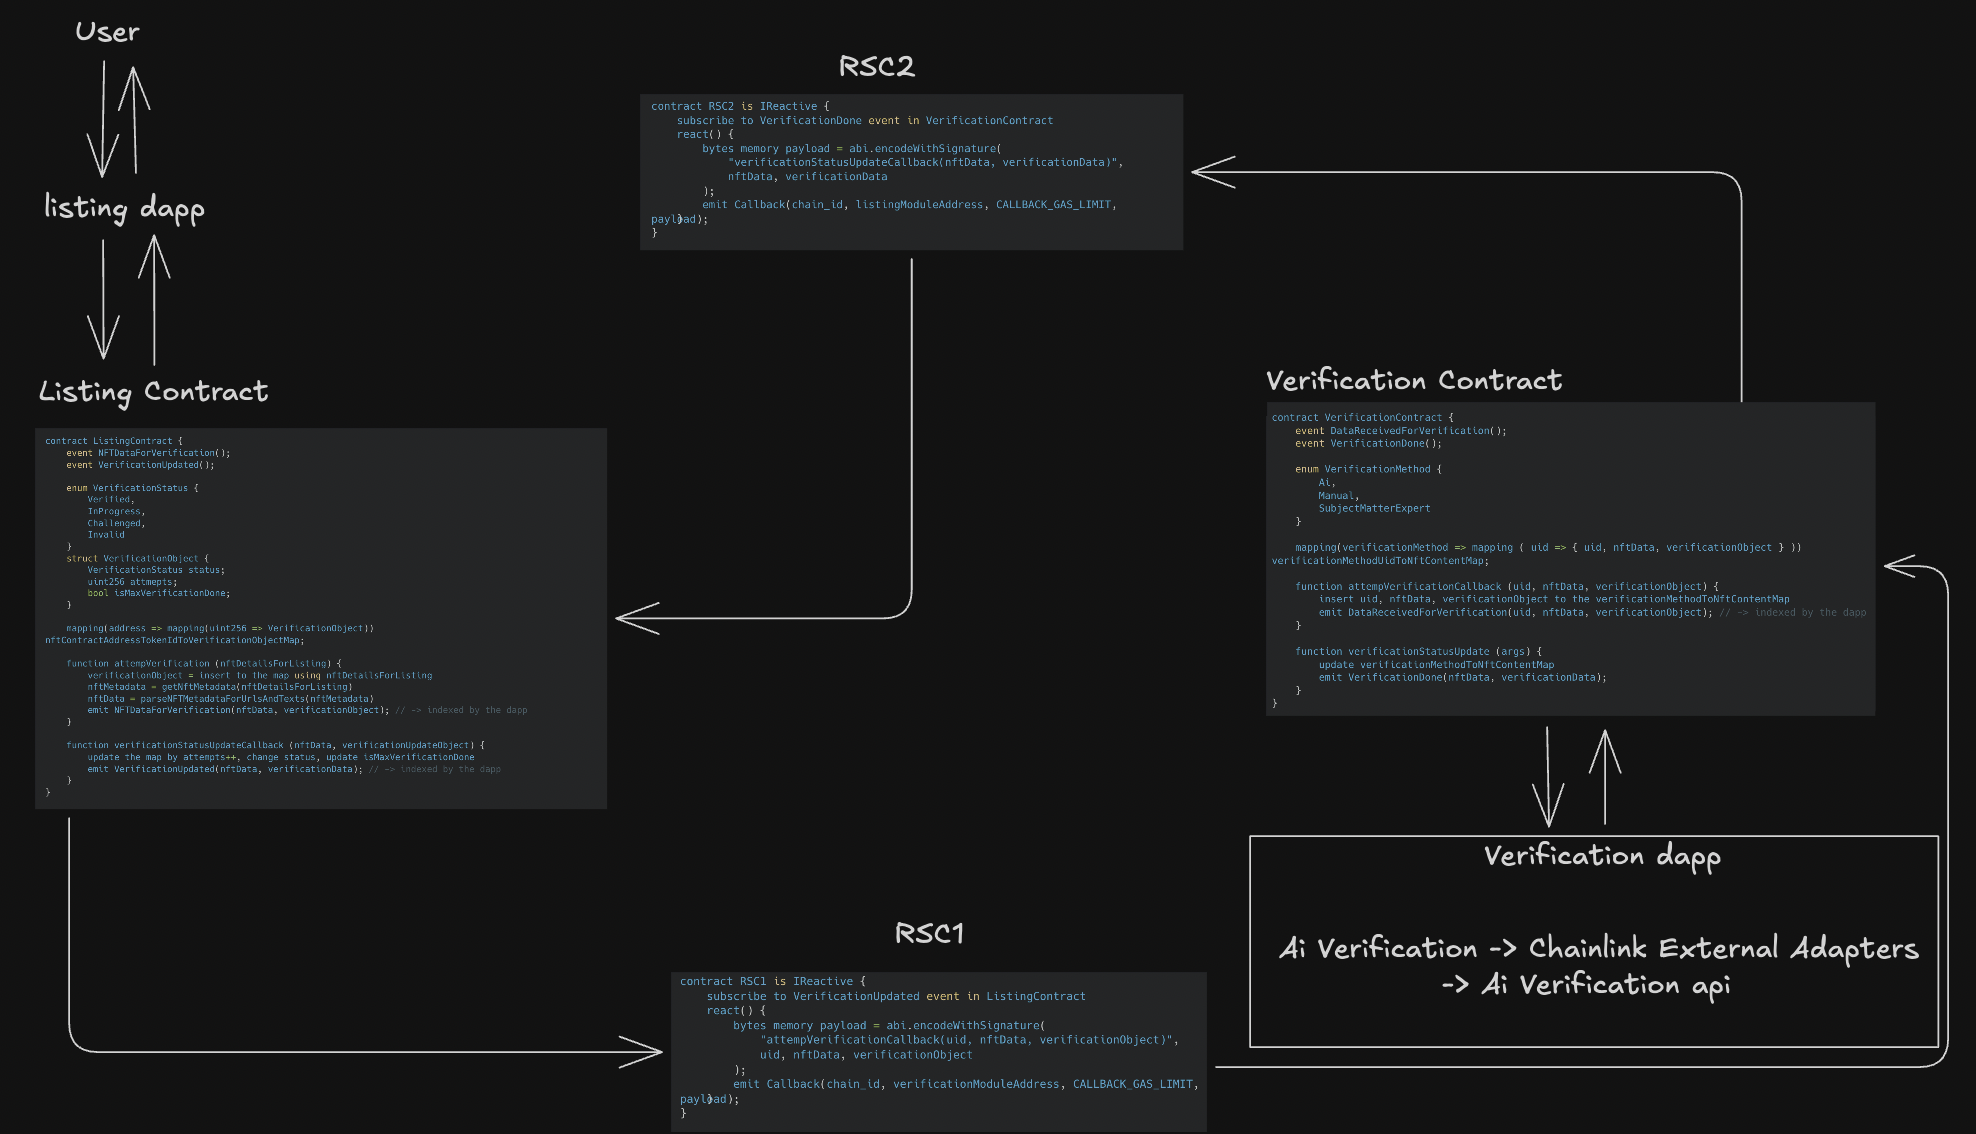 User
listing dapp
Listing Contract
contract ListingContract {
event NFTDataForVerification();
event VerificationUpdated();
enum VerificationStatus {
Verified,
InProgress,
Challenged,
Invalid
}
struct VerificationObject {
VerificationStatus status;
uint256 attmepts;
bool isMaxVerificationDone;
}
mapping(address => mapping(uint256 => VerificationObject))
nftContractAddressTokenIdToVerificationObjectMap;
function attempVerification (nftDetailsForListing) {
verificationObject = insert to the map using nftDetailsForListing
nftMetadata = getNftMetadata(nftDetailsForListing)
nftData = parseNFTMetadataForUrlsAndTexts(nftMetadata)
emit NFTDataForVerification(nftData, verificationObject); // -> indexed by the dapp
}
function verificationStatusUpdateCallback (nftData, verificationUpdateObject) {
update the map by attempts++, change status, update isMaxVerificationDone
emit VerificationUpdated(nftData, verificationData); // -> indexed by the dapp
}
}
RSC2
contract RSC2 is IReactive {
subscribe to VerificationDone event in VerificationContract
react() {
bytes memory payload = abi.encodeWithSignature(
"verificationStatusUpdateCallback(nftData, verificationData)",
nftData, verificationData
);
emit Callback(chain_id, listingModuleAddress, CALLBACK_GAS_LIMIT,
payload);
}
}
Verification Contract
contract VerificationContract {
event DataReceivedForVerification();
event VerificationDone();
enum VerificationMethod {
Ai,
Manual,
SubjectMatterExpert
}
mapping(verificationMethod => mapping ( uid => { uid, nftData, verificationObject } ))
verificationMethodUidToNftContentMap;
function attempVerificationCallback (uid, nftData, verificationObject) {
insert uid, nftData, verificationObject to the verificationMethodToNftContentMap
emit DataReceivedForVerification(uid, nftData, verificationObject); // -> indexed by the dapp
}
function verificationStatusUpdate (args) {
update verificationMethodToNftContentMap
emit VerificationDone(nftData, verificationData);
}
}
Verification dapp
Ai Verification -> Chainlink External Adapters
-> Ai Verification api
RSC1
contract RSC1 is IReactive {
subscribe to VerificationUpdated event in ListingContract
react() {
bytes memory payload = abi.encodeWithSignature(
"attempVerificationCallback(uid, nftData, verificationObject)",
uid, nftData, verificationObject
);
emit Callback(chain_id, verificationModuleAddress, CALLBACK_GAS_LIMIT,
payload);
}
}